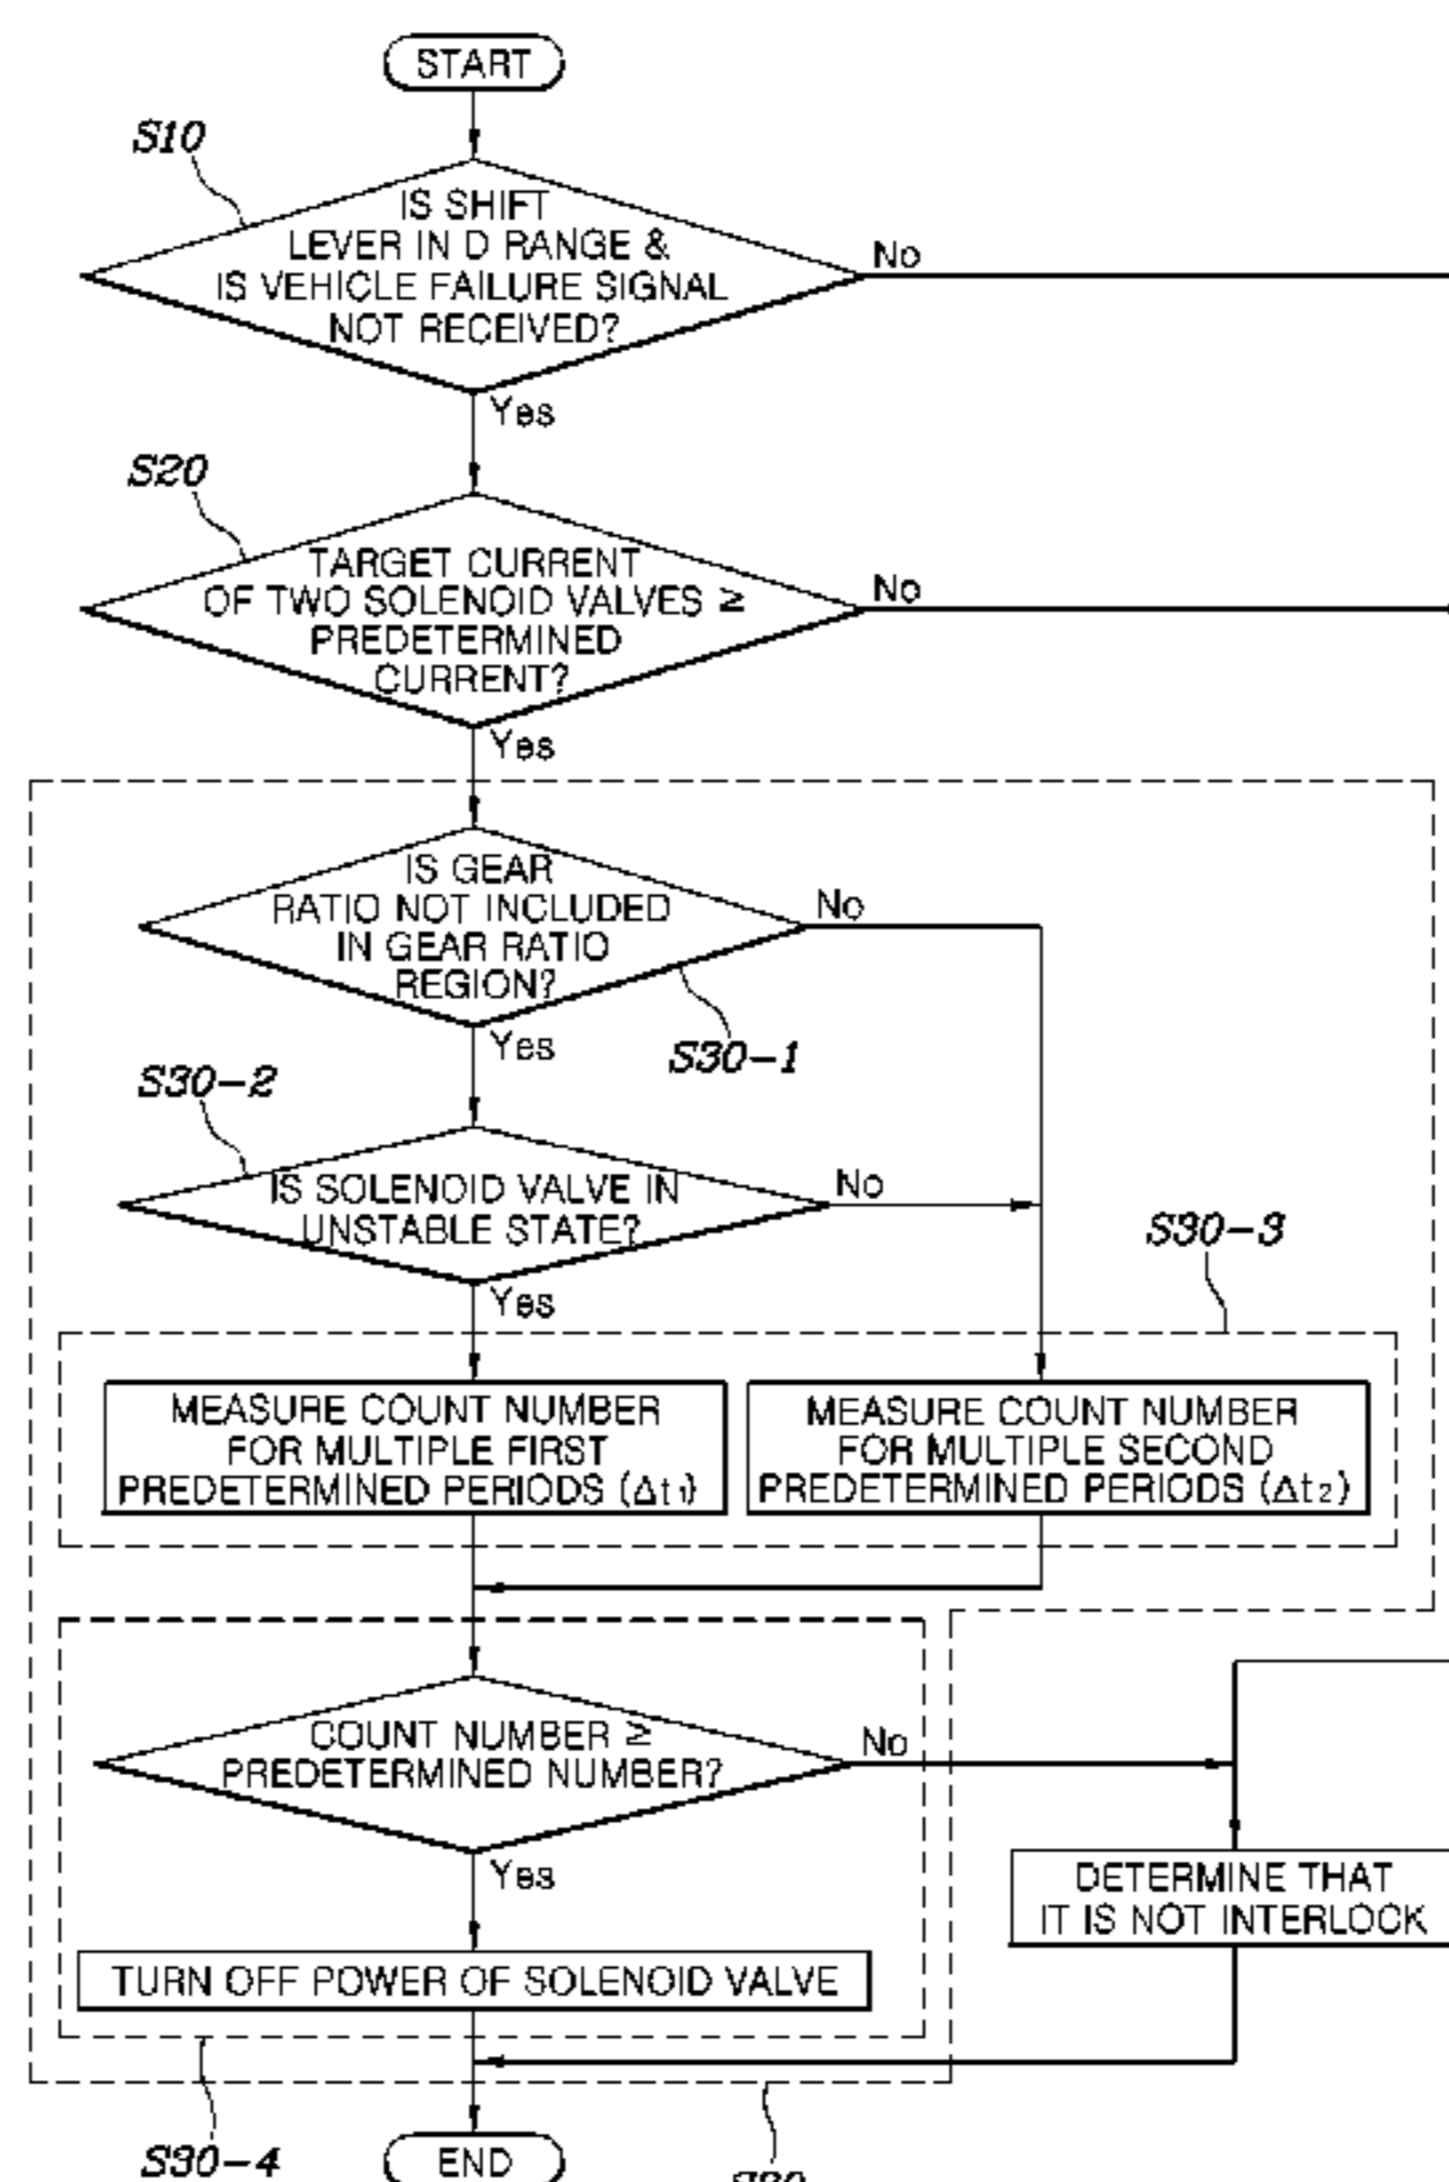 START
S10
IS SHIFT
LEVER IN D RANGE &
IS VEHICLE FAILURE SIGNAL
NOT RECEIVED?
No
Yes
S20
TARGET CURRENT
OF TWO SOLENOID VALVES ≥
PREDETERMINED
CURRENT?
No
Yes
IS GEAR
RATIO NOT INCLUDED
IN GEAR RATIO
REGION?
No
Yes
S30-1
S30-2
IS SOLENOID VALVE IN
UNSTABLE STATE?
No
Yes
S30-3
MEASURE COUNT NUMBER
FOR MULTIPLE FIRST
PREDETERMINED PERIODS (Δt1)
MEASURE COUNT NUMBER
FOR MULTIPLE SECOND
PREDETERMINED PERIODS (Δt2)
COUNT NUMBER ≥
PREDETERMINED NUMBER?
No
Yes
DETERMINE THAT
IT IS NOT INTERLOCK
TURN OFF POWER OF SOLENOID VALVE
S30-4
END